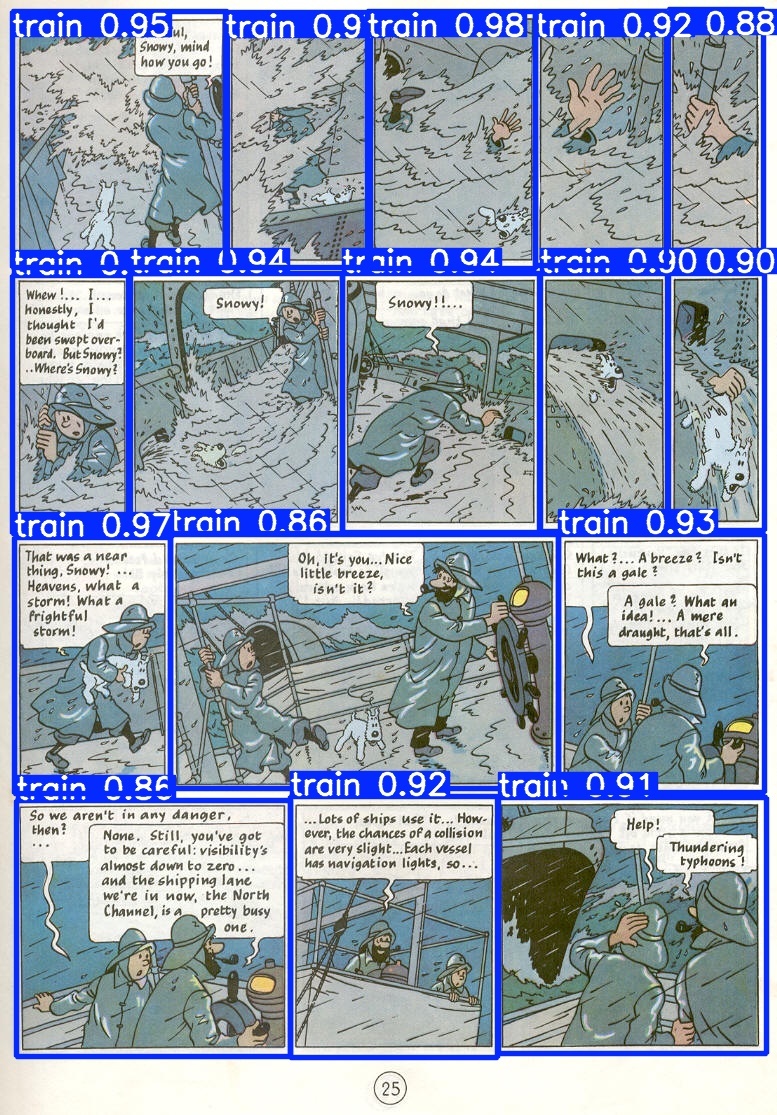 train 0.95
train 0.9
train 0.98
train 0.92
0.88
Snowy, mind
how you go!
train 0.
train 0.94
train 0.94
train 0.90
0.90
Whew!... I...
honestly, I
thought I'd
been swept over-
board. But Snowy?
..Where's Snowy?
Snowy!
Snowy!!...
train 0.97
train 0.86
train 0.93
That was a near
thing, Snowy! ...
Heavens, what a
storm! What a
frightful
storm!
Oh, it's you... Nice
little breeze,
isn't it?
What?... A breeze? Isn't
this a gale?
A gale? What an
idea!... A mere
draught, that's all.
train 0.86
train 0.92
train 0.91
So we aren't in any danger,
then?
...
None. Still, you've got
to be careful: visibility's
almost down to zero...
and the shipping lane
we're in now, the North
Channel, is a pretty busy
one.
...Lots of ships use it... How-
ever, the chances of a collision
are very slight...Each vessel
has navigation lights, so...
Help!
Thundering
typhoons!
25